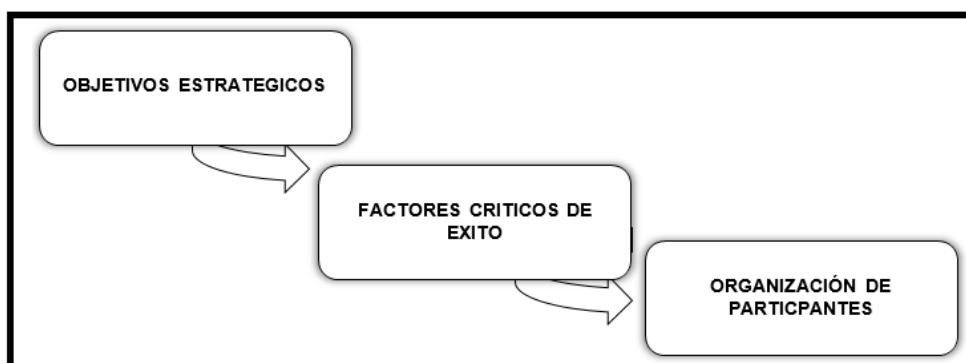 OBJETIVOS ESTRATEGICOS
FACTORES CRITICOS DE
EXITO
ORGANIZACIÓN DE
PARTICPANTES